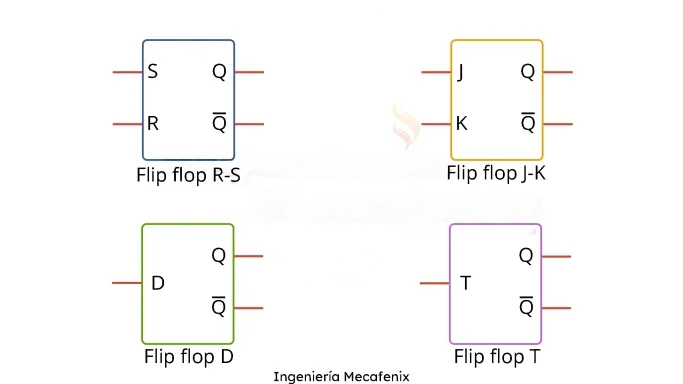 S Q
R Q̅
Flip flop R-S
J Q
K Q̅
Flip flop J-K
Q
D
Q̅
Flip flop D
Q
T
Q̅
Flip flop T
Ingeniería Mecafenix